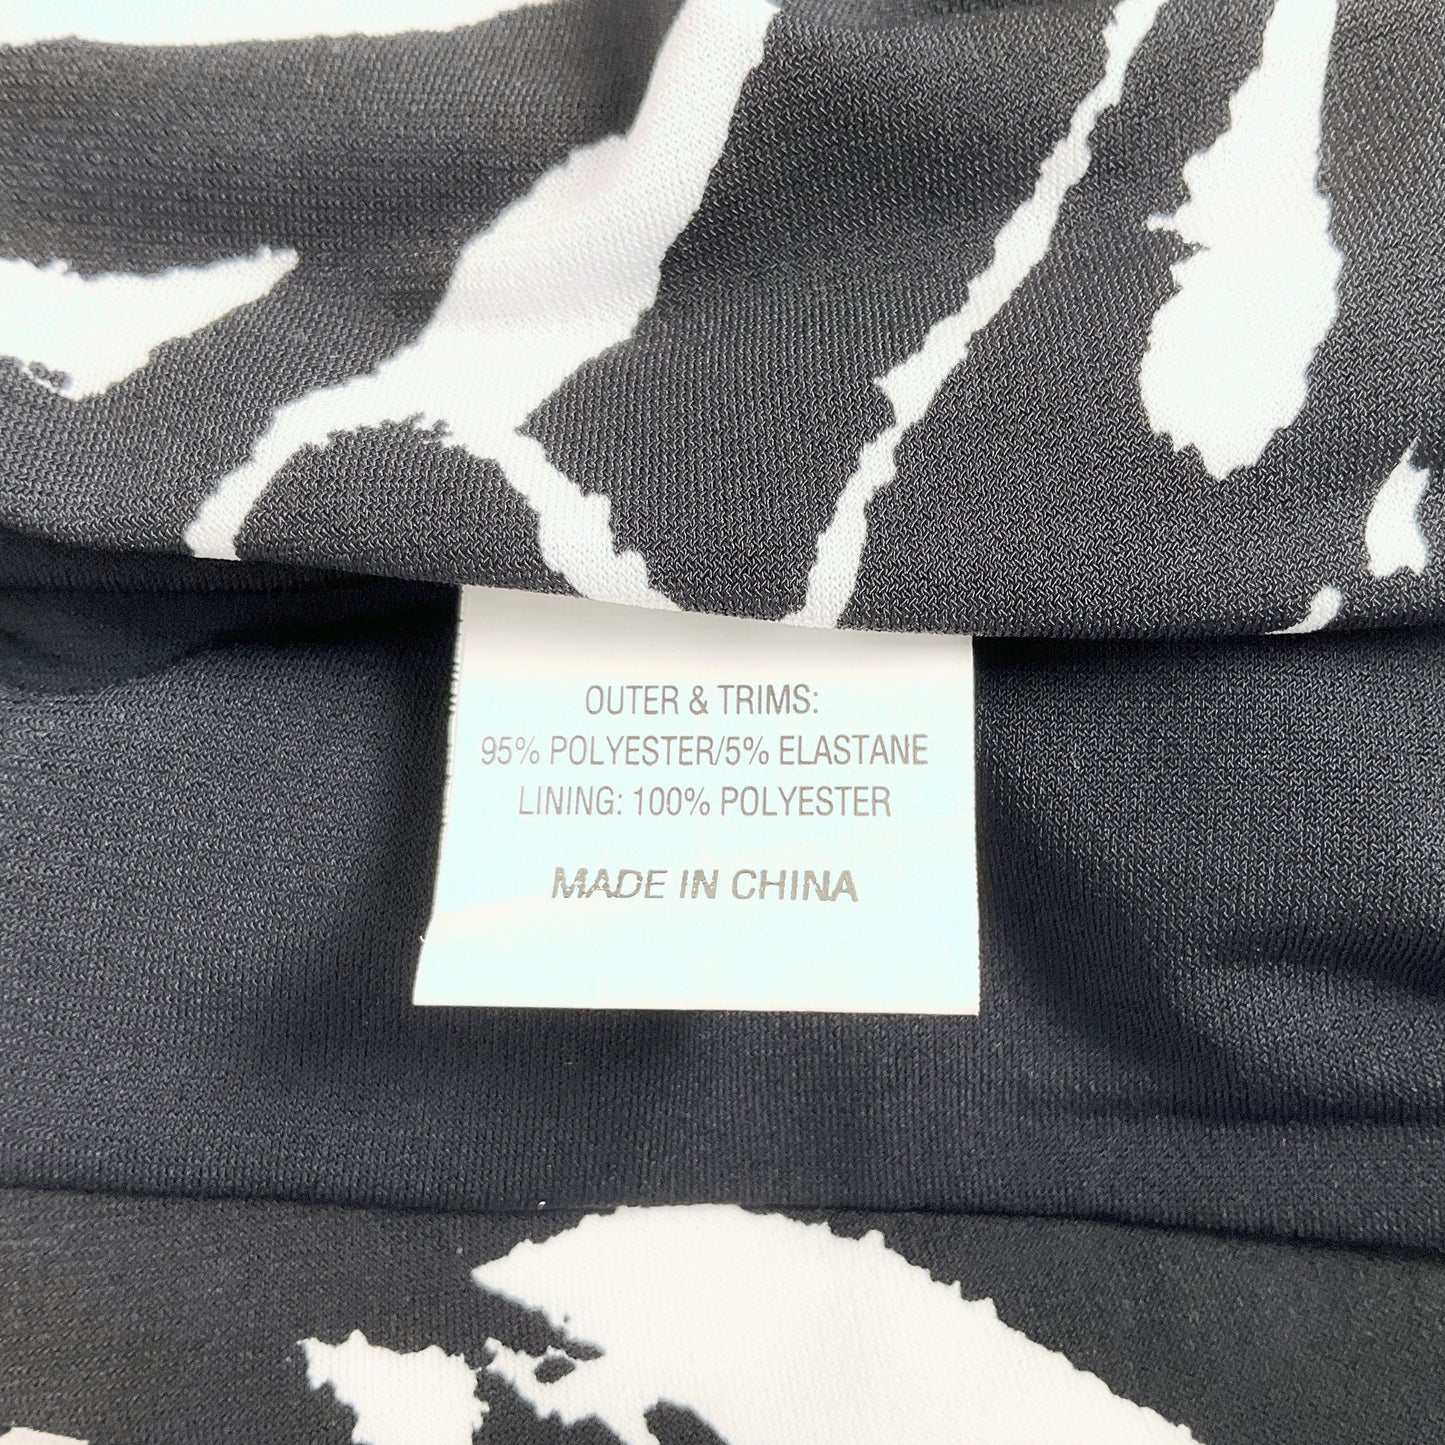 OUTER & TRIMS:
95% POLYESTER/5% ELASTANE
LINING: 100% POLYESTER
MADE IN CHINA